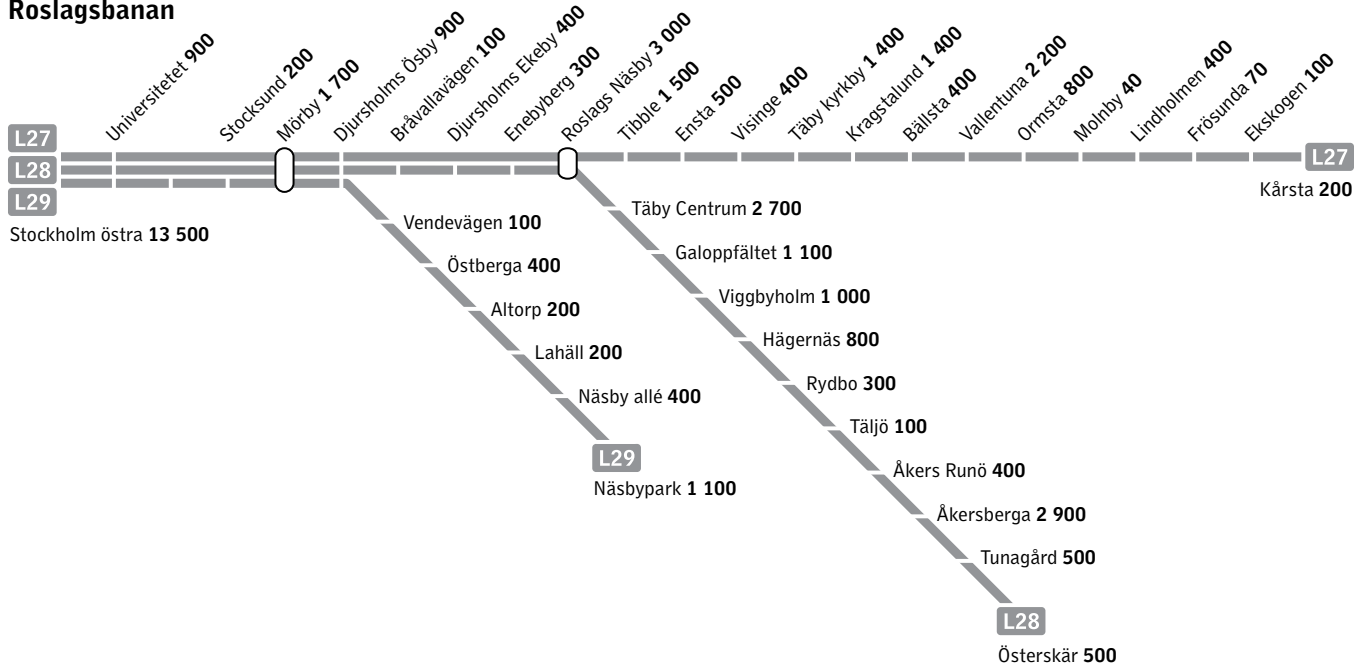 Roslagsbanan
Universitetet 900
Stocksund 200
Mörby 1 700
Djursholms Ösby 900
Bråvallavägen 100
Djursholms Ekeby 400
Enebyberg 300
Roslags Näsby 3 000
Tibble 1 500
Ensta 500
Visinge 400
Täby kyrkby 1 400
Kragstalund 1 400
Bällsta 400
Vallentuna 2 200
Ormsta 800
Molnby 40
Lindholmen 400
Frösunda 70
Ekskogen 100
L27
L28
L29
Stockholm östra 13 500
L27
Kårsta 200
Vendevägen 100
Östberga 400
Altorp 200
Lahäll 200
Näsby allé 400
L29
Näsbypark 1 100
Täby Centrum 2 700
Galoppfältet 1 100
Viggbyholm 1 000
Hägernäs 800
Rydbo 300
Täljö 100
Åkers Runö 400
Åkersberga 2 900
Tunagård 500
L28
Österskär 500